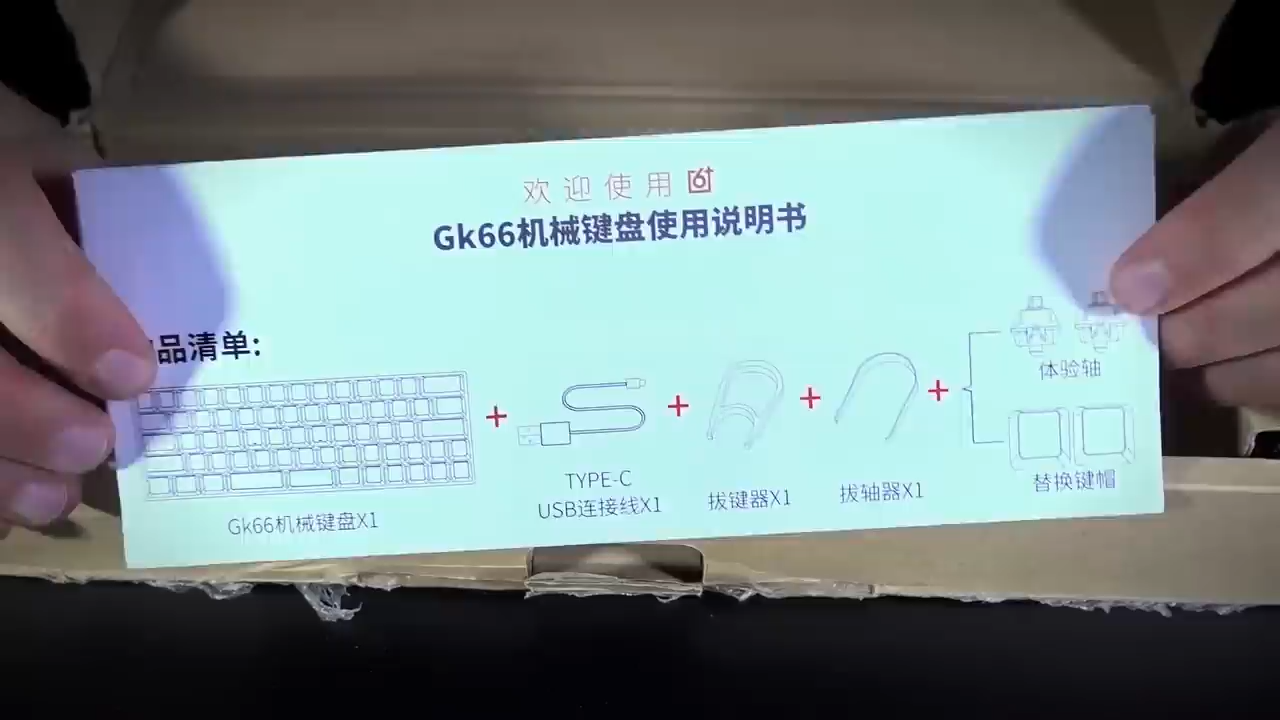 欢迎使用
Gk66机械键盘使用说明书
品清单:
Gk66机械键盘X1
+
TYPE-C
USB连接线X1
+
拔键器X1
+
拔轴器X1
+
体验轴
替换键帽